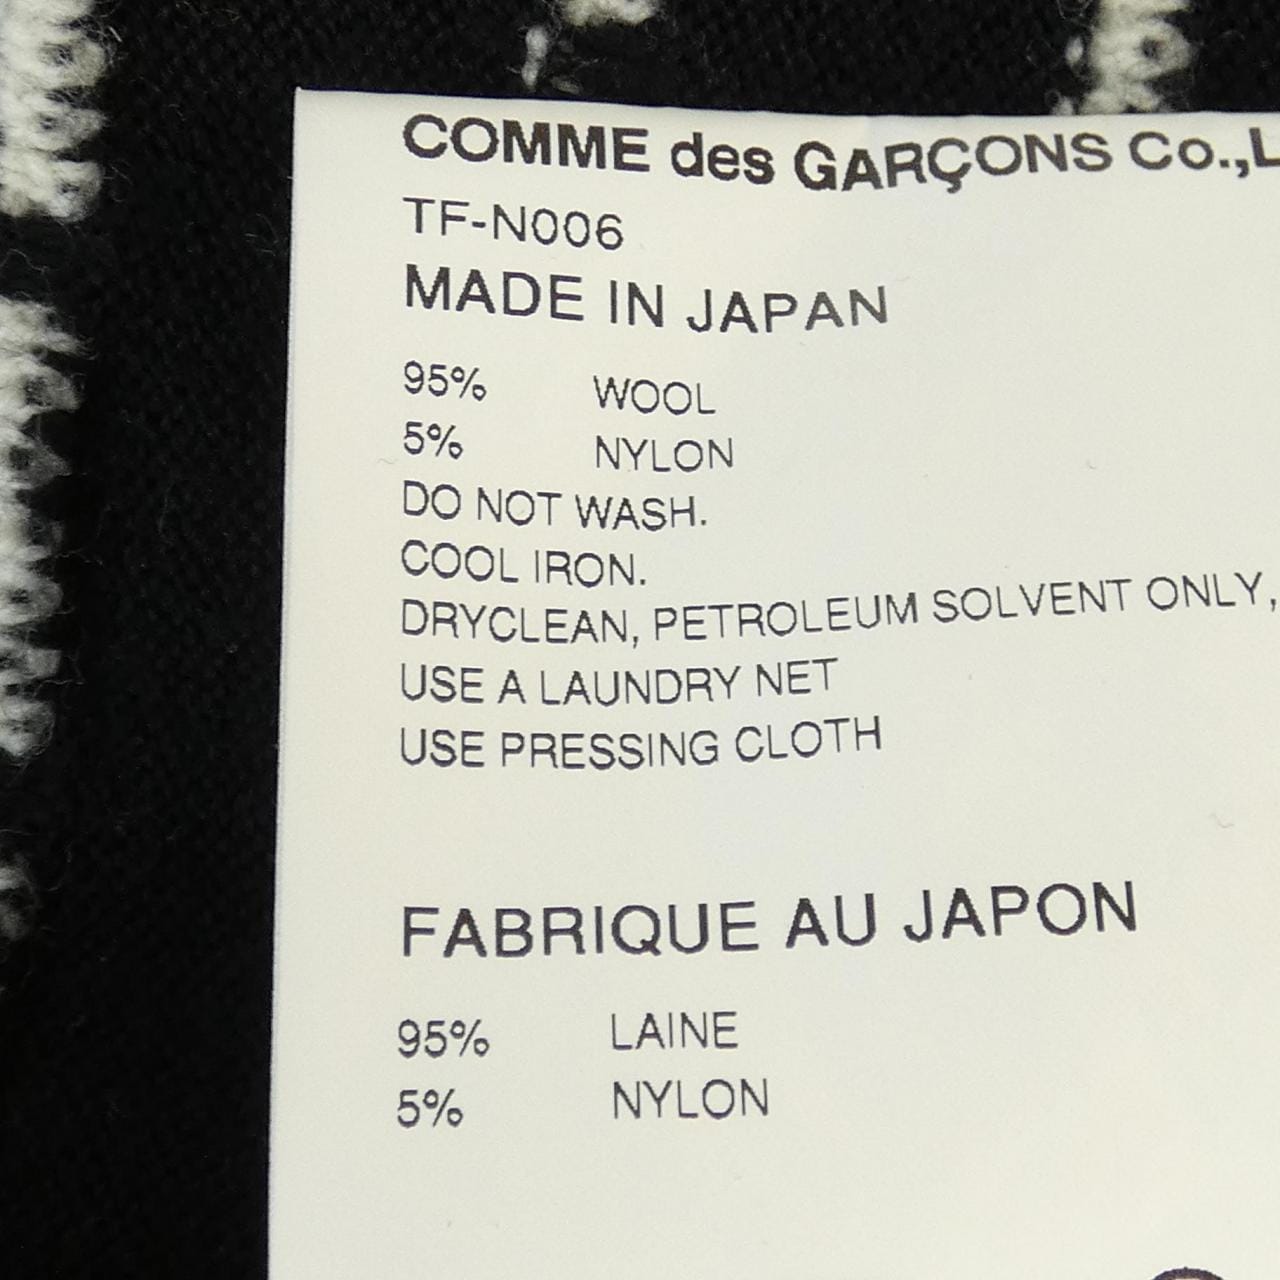 COMME des GARÇONS Co.,L
TF-N006
MADE IN JAPAN
95% WOOL
5% NYLON
DO NOT WASH.
COOL IRON.
DRYCLEAN, PETROLEUM SOLVENT ONLY,
USE A LAUNDRY NET
USE PRESSING CLOTH
FABRIQUE AU JAPON
95% LAINE
5% NYLON